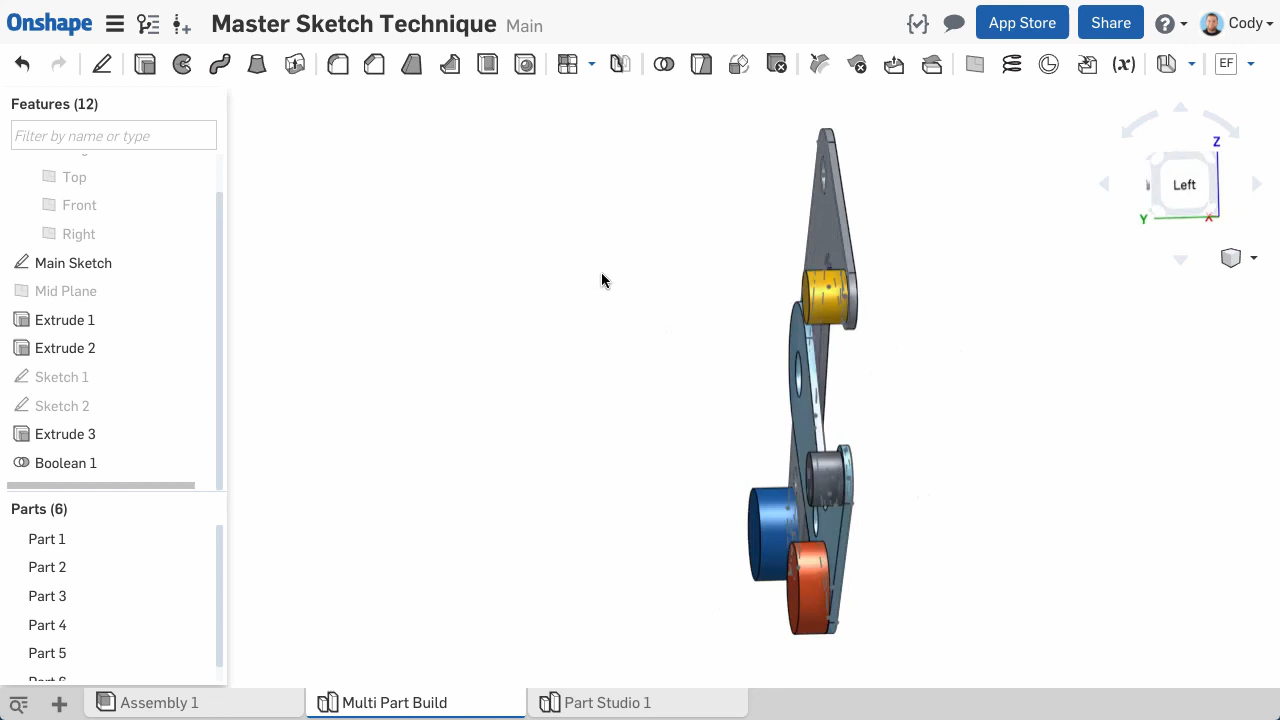 Onshape Master Sketch Technique Main App Store Share Cody
(x) EF
Features (12)
Filter by name or type
Top
Front
Right
Main Sketch
Mid Plane
Extrude 1
Extrude 2
Sketch 1
Sketch 2
Extrude 3
Boolean 1
Parts (6)
Part 1
Part 2
Part 3
Part 4
Part 5
Z
Left
Y
X
Assembly 1 Multi Part Build Part Studio 1